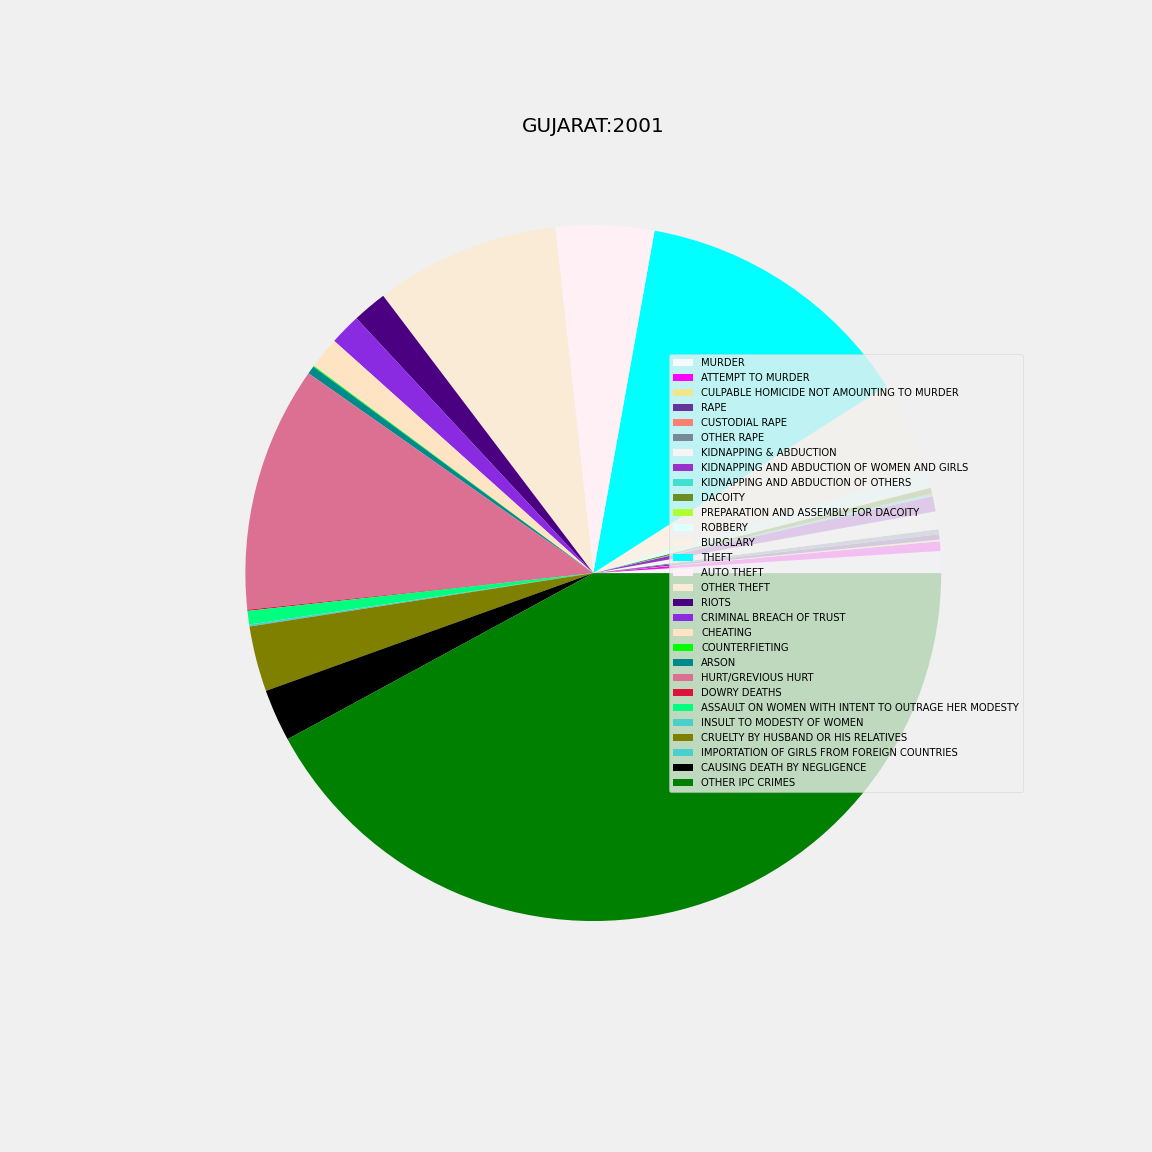 GUJARAT:2001
MURDER
ATTEMPT TO MURDER
CULPABLE HOMICIDE NOT AMOUNTING TO MURDER
RAPE
CUSTODIAL RAPE
OTHER RAPE
KIDNAPPING & ABDUCTION
KIDNAPPING AND ABDUCTION OF WOMEN AND GIRLS
KIDNAPPING AND ABDUCTION OF OTHERS
DACOITY
PREPARATION AND ASSEMBLY FOR DACOITY
ROBBERY
BURGLARY
THEFT
AUTO THEFT
OTHER THEFT
RIOTS
CRIMINAL BREACH OF TRUST
CHEATING
COUNTERFIETING
ARSON
HURT/GREVIOUS HURT
DOWRY DEATHS
ASSAULT ON WOMEN WITH INTENT TO OUTRAGE HER MODESTY
INSULT TO MODESTY OF WOMEN
CRUELTY BY HUSBAND OR HIS RELATIVES
IMPORTATION OF GIRLS FROM FOREIGN COUNTRIES
CAUSING DEATH BY NEGLIGENCE
OTHER IPC CRIMES